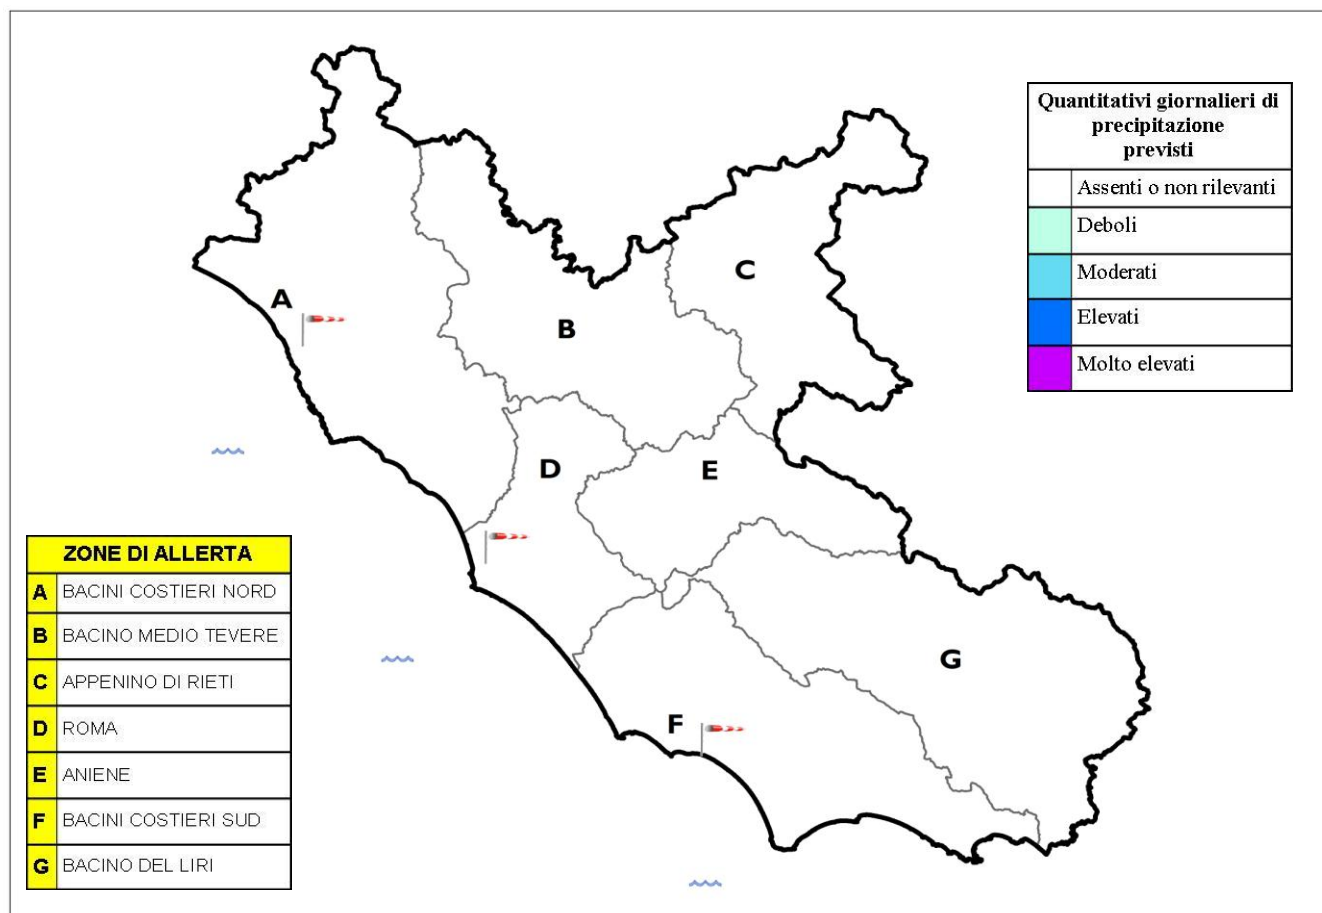 Quantitativi giornalieri di
precipitazione
previsti
Assenti o non rilevanti
Deboli
Moderati
Elevati
Molto elevati
A
B
C
D
E
F
G
ZONE DI ALLERTA
A BACINI COSTIERI NORD
B BACINO MEDIO TEVERE
C APPENINO DI RIETI
D ROMA
E ANIENE
F BACINI COSTIERI SUD
G BACINO DEL LIRI